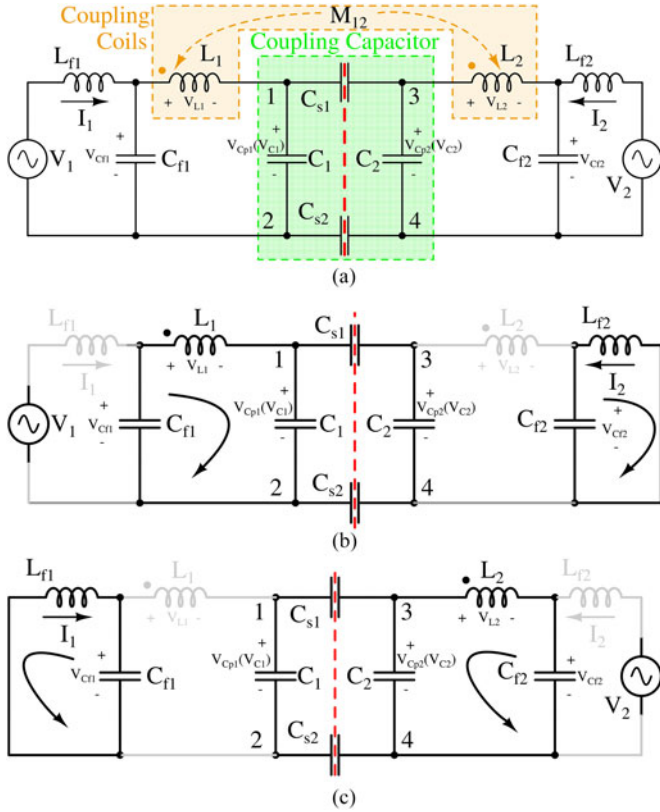 Coupling Coils
M12
Lf1
L1
Coupling Capacitor
L2
Lf2
I1
+ VL1 -
1
Cs1
3
+ VL2 -
I2
V1
+ VCf1 -
Cf1
+ VCp1(VC1) -
C1
C2
+ VCp2(VC2) -
Cf2
+ VCf2 -
V2
2
Cs2
4
(a)
Lf1
L1
Cs1
L2
Lf2
I1
+ VL1 -
1
3
+ VL2 -
I2
V1
+ VCf1 -
Cf1
+ VCp1(VC1) -
C1
C2
+ VCp2(VC2) -
Cf2
+ VCf2 -
2
Cs2
4
(b)
Lf1
L1
L2
Lf2
I1
+ VL1 -
1
Cs1
3
+ VL2 -
I2
+ VCf1 -
Cf1
+ VCp1(VC1) -
C1
C2
+ VCp2(VC2) -
Cf2
+ VCf2 -
V2
2
Cs2
4
(c)